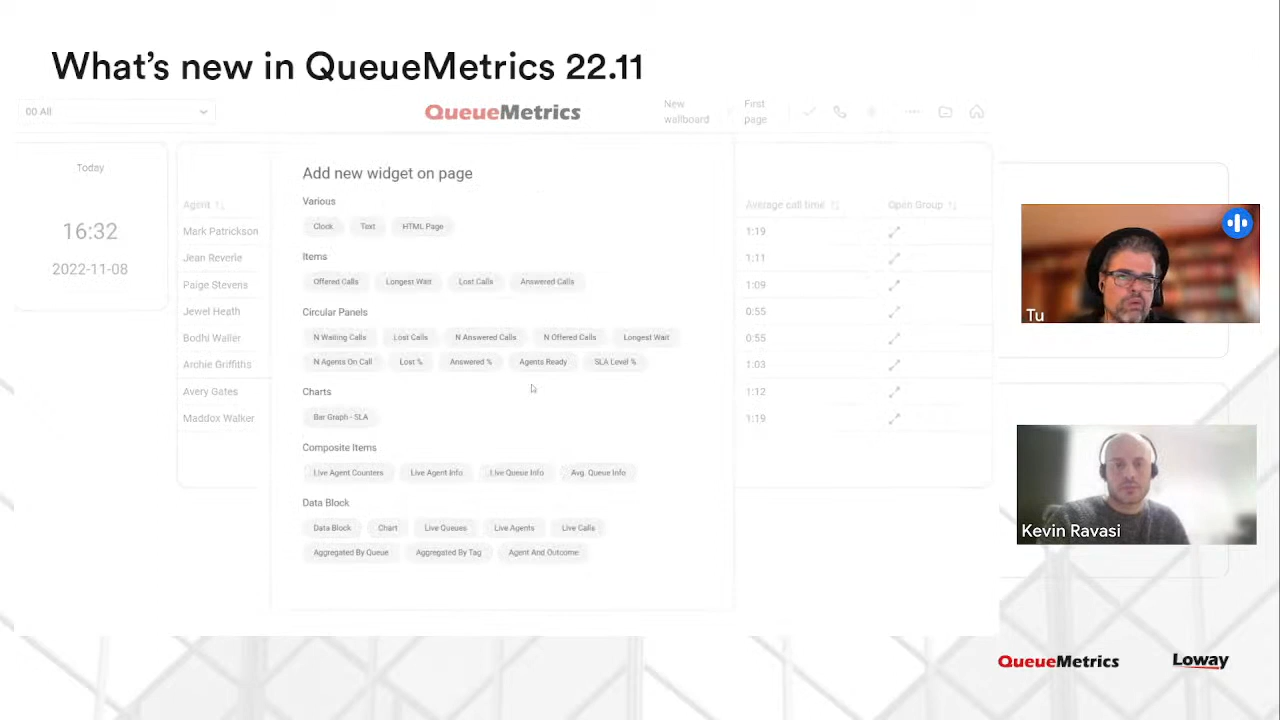 What's new in QueueMetrics 22.11
00 All
QueueMetrics
New wallboard
First page
Today
16:32
2022-11-08
Agent
Mark Patrickson
Jean Reverie
Paige Stevens
Jewel Heath
Bodhi Waller
Archie Griffiths
Avery Gates
Maddox Walker
Add new widget on page
Various
Clock Text HTML Page
Items
Offered Calls Longest Wait Lost Calls Answered Calls
Circular Panels
N Waiting Calls Lost Calls N Answered Calls N Offered Calls Longest Wait
N Agents On Call Lost % Answered % Agents Ready SLA Level %
Charts
Bar Graph - SLA
Composite Items
Live Agent Counters Live Agent Info Live Queue Info Avg. Queue Info
Data Block
Data Block Chart Live Queues Live Agents Live Calls
Aggregated By Queue Aggregated By Tag Agent And Outcome
Average call time Open Group
1:19
1:11
1:09
0:55
0:55
1:03
1:12
1:19
Tu
Kevin Ravasi
QueueMetrics Loway